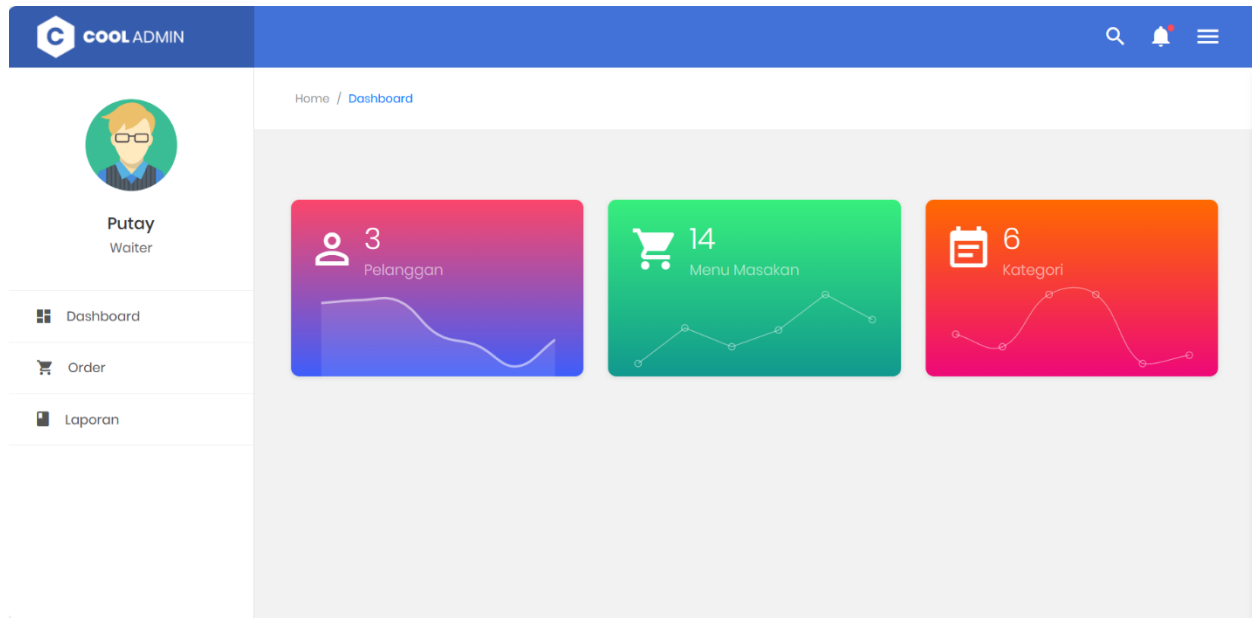 C COOL ADMIN
Home / Dashboard
Putay
Waiter
Dashboard
Order
Laporan
3
Pelanggan
14
Menu Masakan
6
Kategori